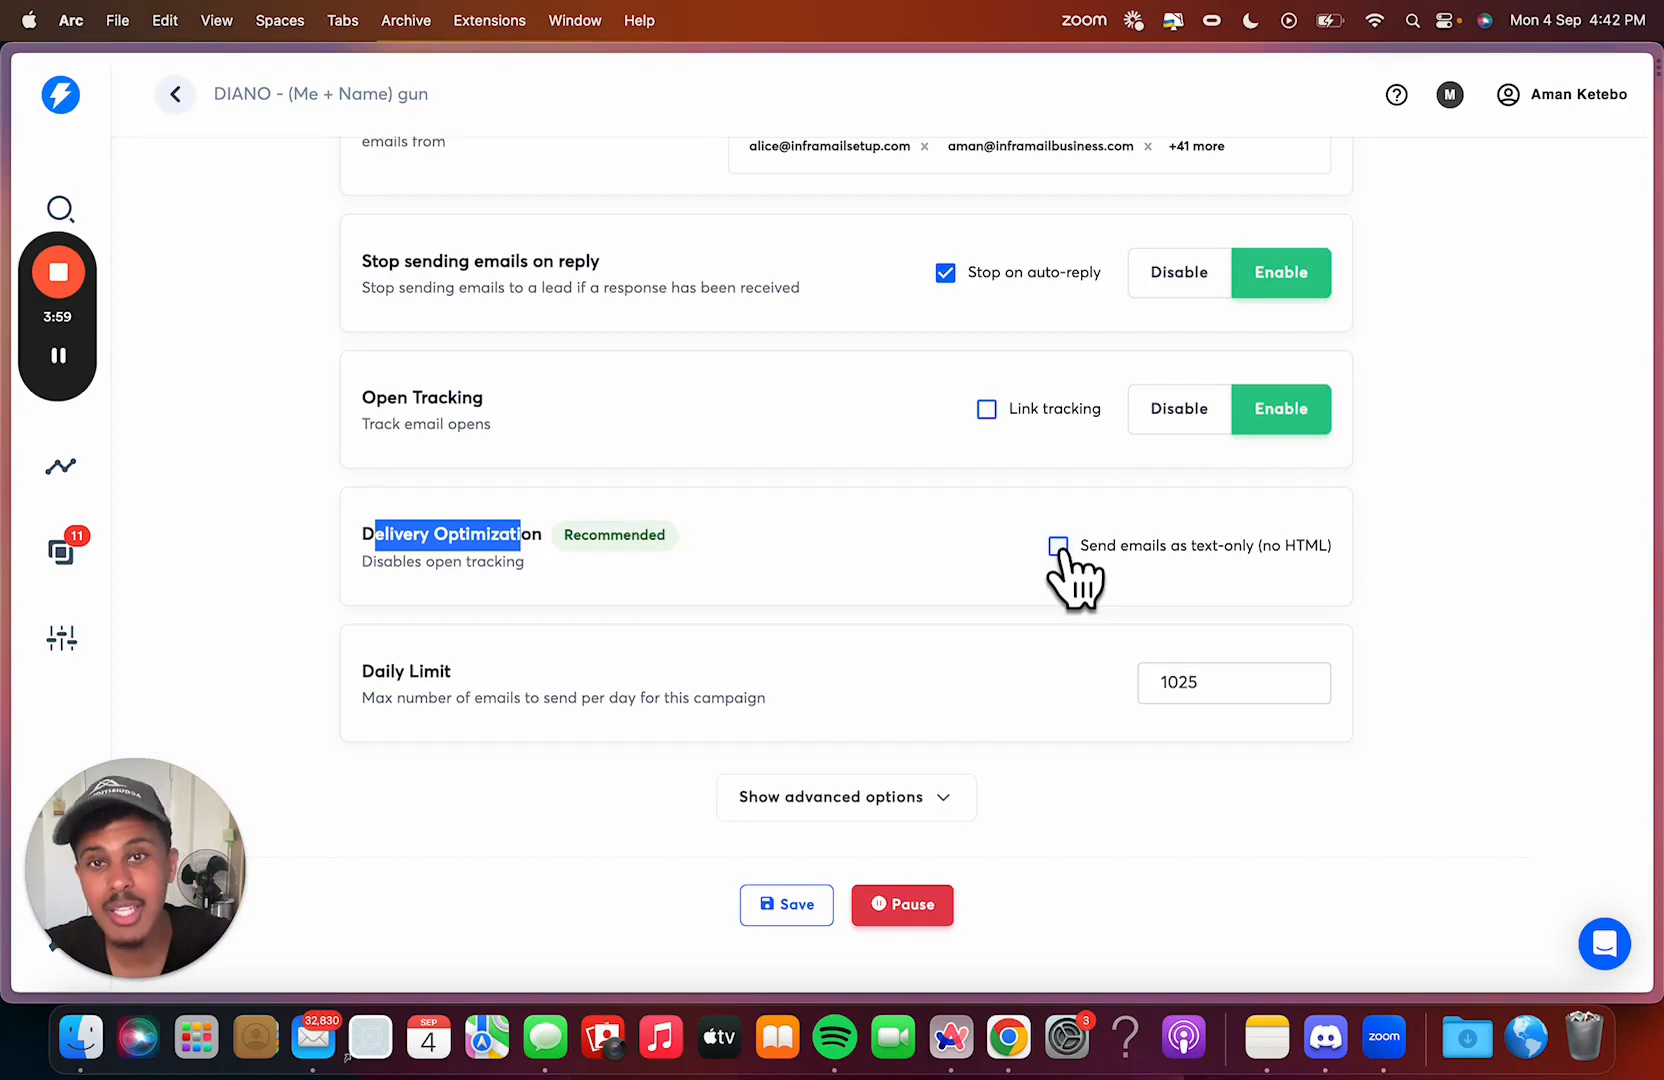 Arc File Edit View Spaces Tabs Archive Extensions Window Help zoom Mon 4 Sep 4:42 PM
DIANO - (Me + Name) gun
M Aman Ketebo
emails from
alice@inframailsetup.com × aman@inframailbusiness.com × +41 more
Stop sending emails on reply
Stop sending emails to a lead if a response has been received
Stop on auto-reply Disable Enable
3:59
Open Tracking
Track email opens
Link tracking Disable Enable
11
Delivery Optimization Recommended
Disables open tracking
Send emails as text-only (no HTML)
Daily Limit
Max number of emails to send per day for this campaign
1025
Show advanced options
Save Pause
32,830
SEP
4
tv
3
zoom